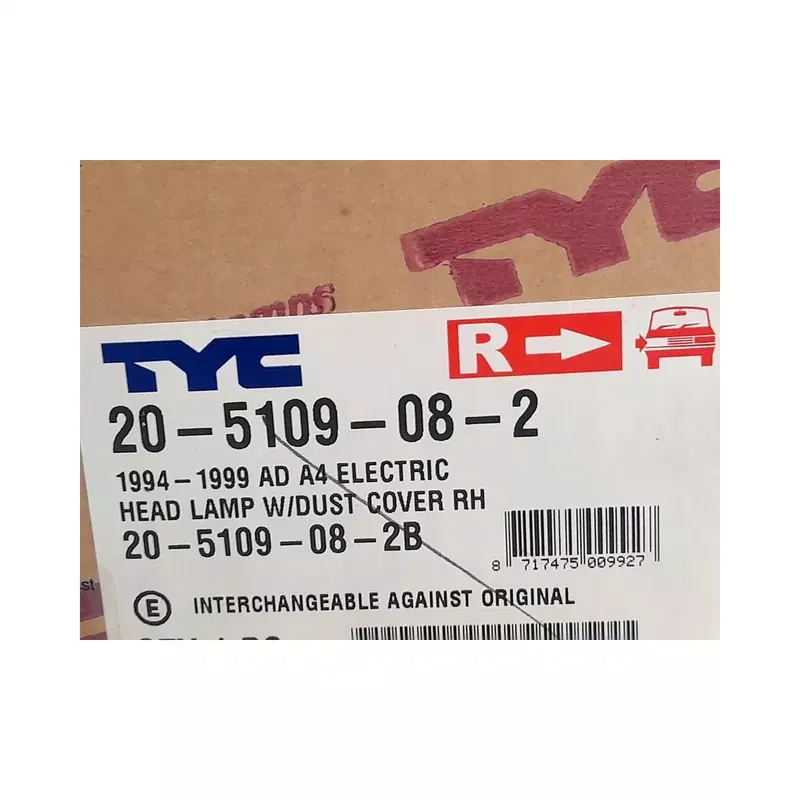 TYC
TYC
R
20-5109-08-2
1994-1999 AD A4 ELECTRIC
HEAD LAMP W/DUST COVER RH
20-5109-08-2B
8 717475 009927
E INTERCHANGEABLE AGAINST ORIGINAL